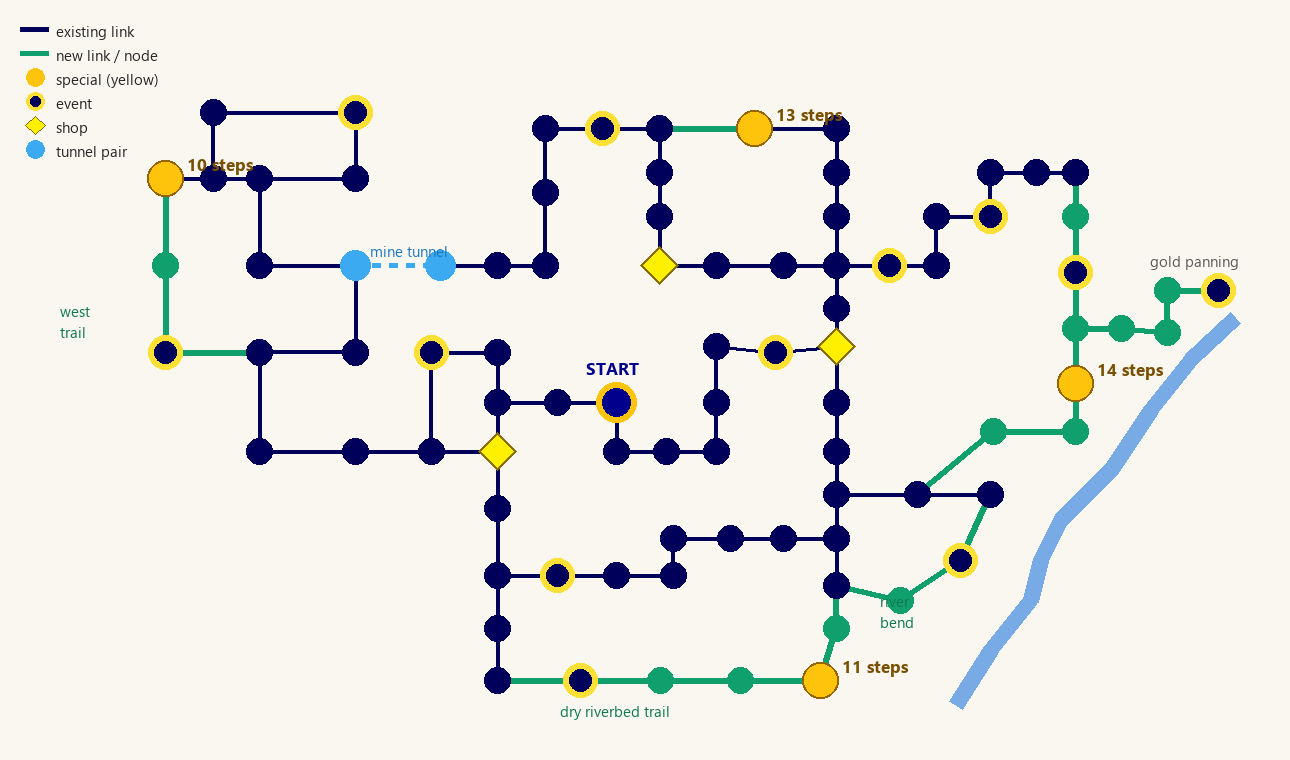 existing link
new link / node
special (yellow)
event
shop
tunnel pair
13 steps
10 steps
mine tunnel
gold panning
west
trail
START
14 steps
river
bend
11 steps
dry riverbed trail